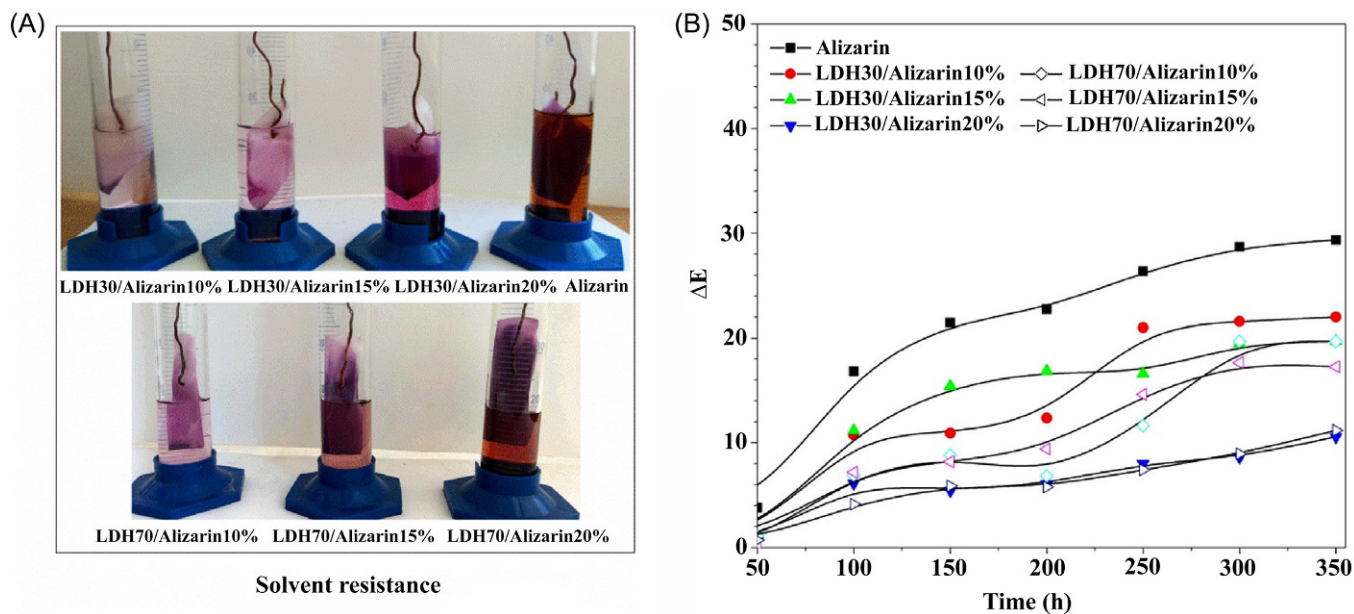 (A)
LDH30/Alizarin10% LDH30/Alizarin15% LDH30/Alizarin20% Alizarin
LDH70/Alizarin10% LDH70/Alizarin15% LDH70/Alizarin20%
Solvent resistance
(B)
50
40
30
20
10
0
ΔE
Alizarin
LDH30/Alizarin10% LDH70/Alizarin10%
LDH30/Alizarin15% LDH70/Alizarin15%
LDH30/Alizarin20% LDH70/Alizarin20%
50 100 150 200 250 300 350
Time (h)